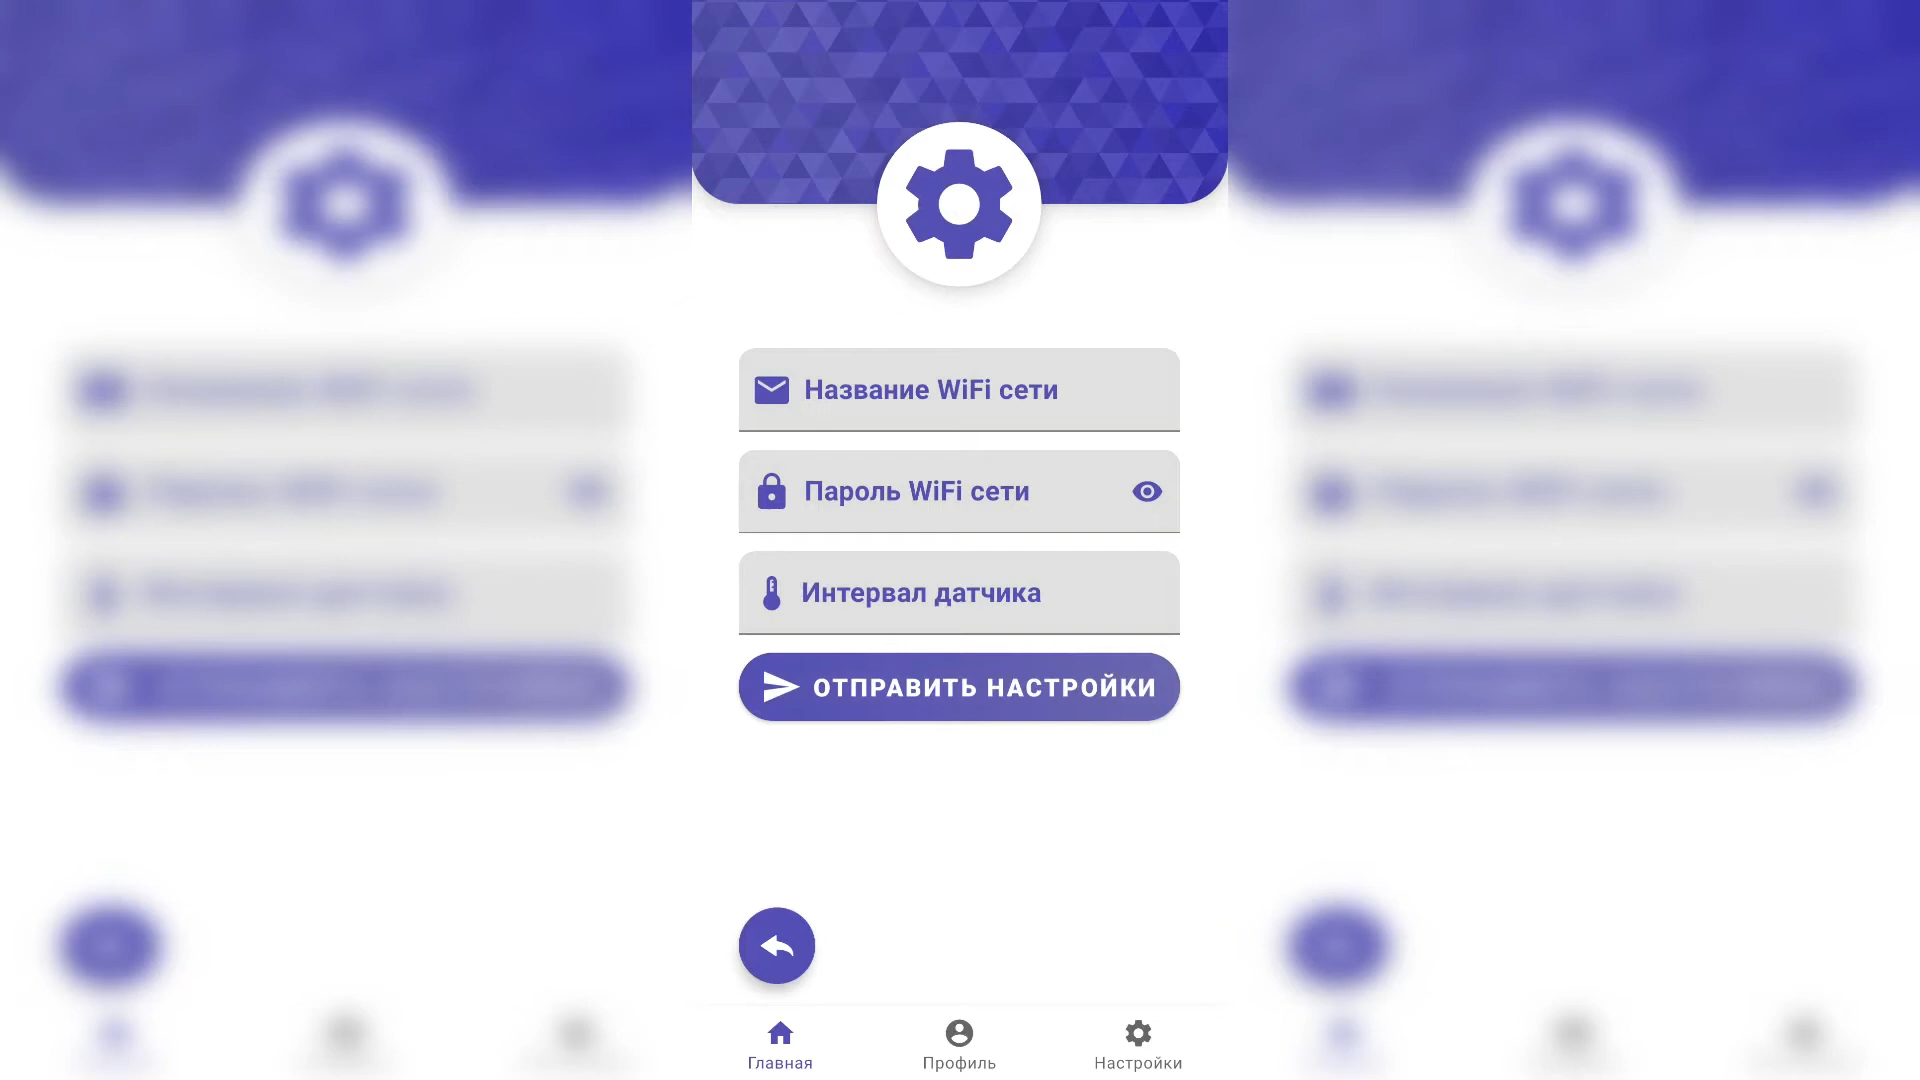 Название WiFi сети
Пароль WiFi сети
Интервал датчика
ОТПРАВИТЬ НАСТРОЙКИ
Главная
Профиль
Настройки